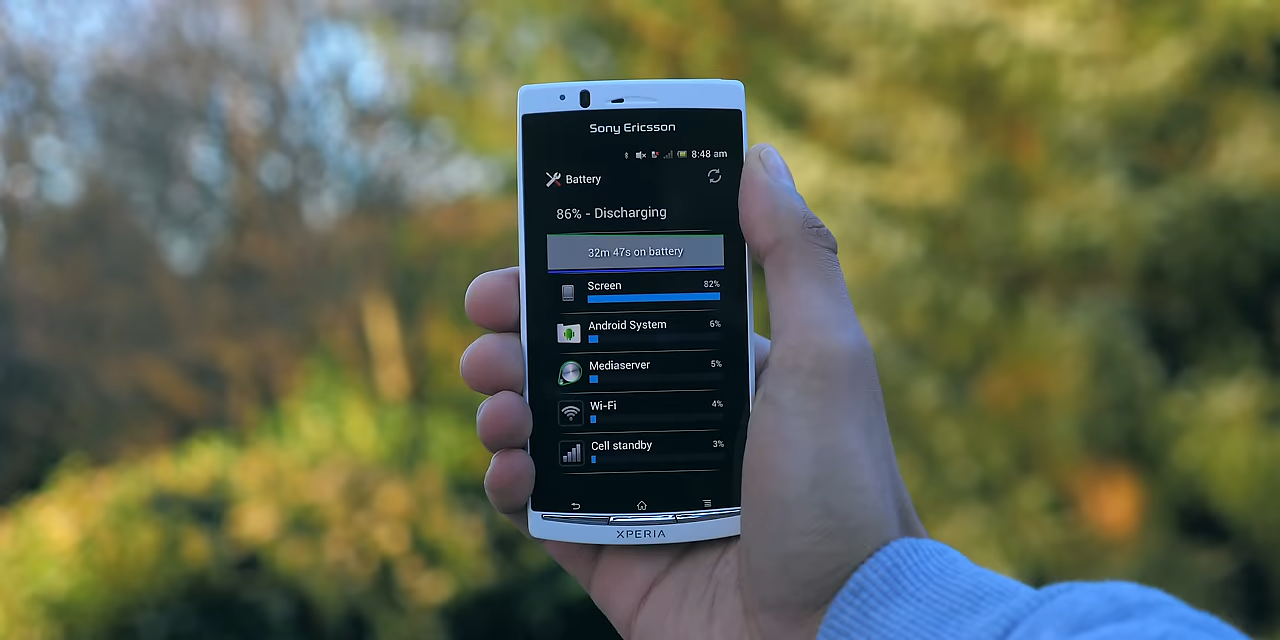 Sony Ericsson
8:48 am
Battery
86% - Discharging
32m 47s on battery
Screen 82%
Android System 6%
Mediaserver 5%
Wi-Fi 4%
Cell standby 3%
XPERIA